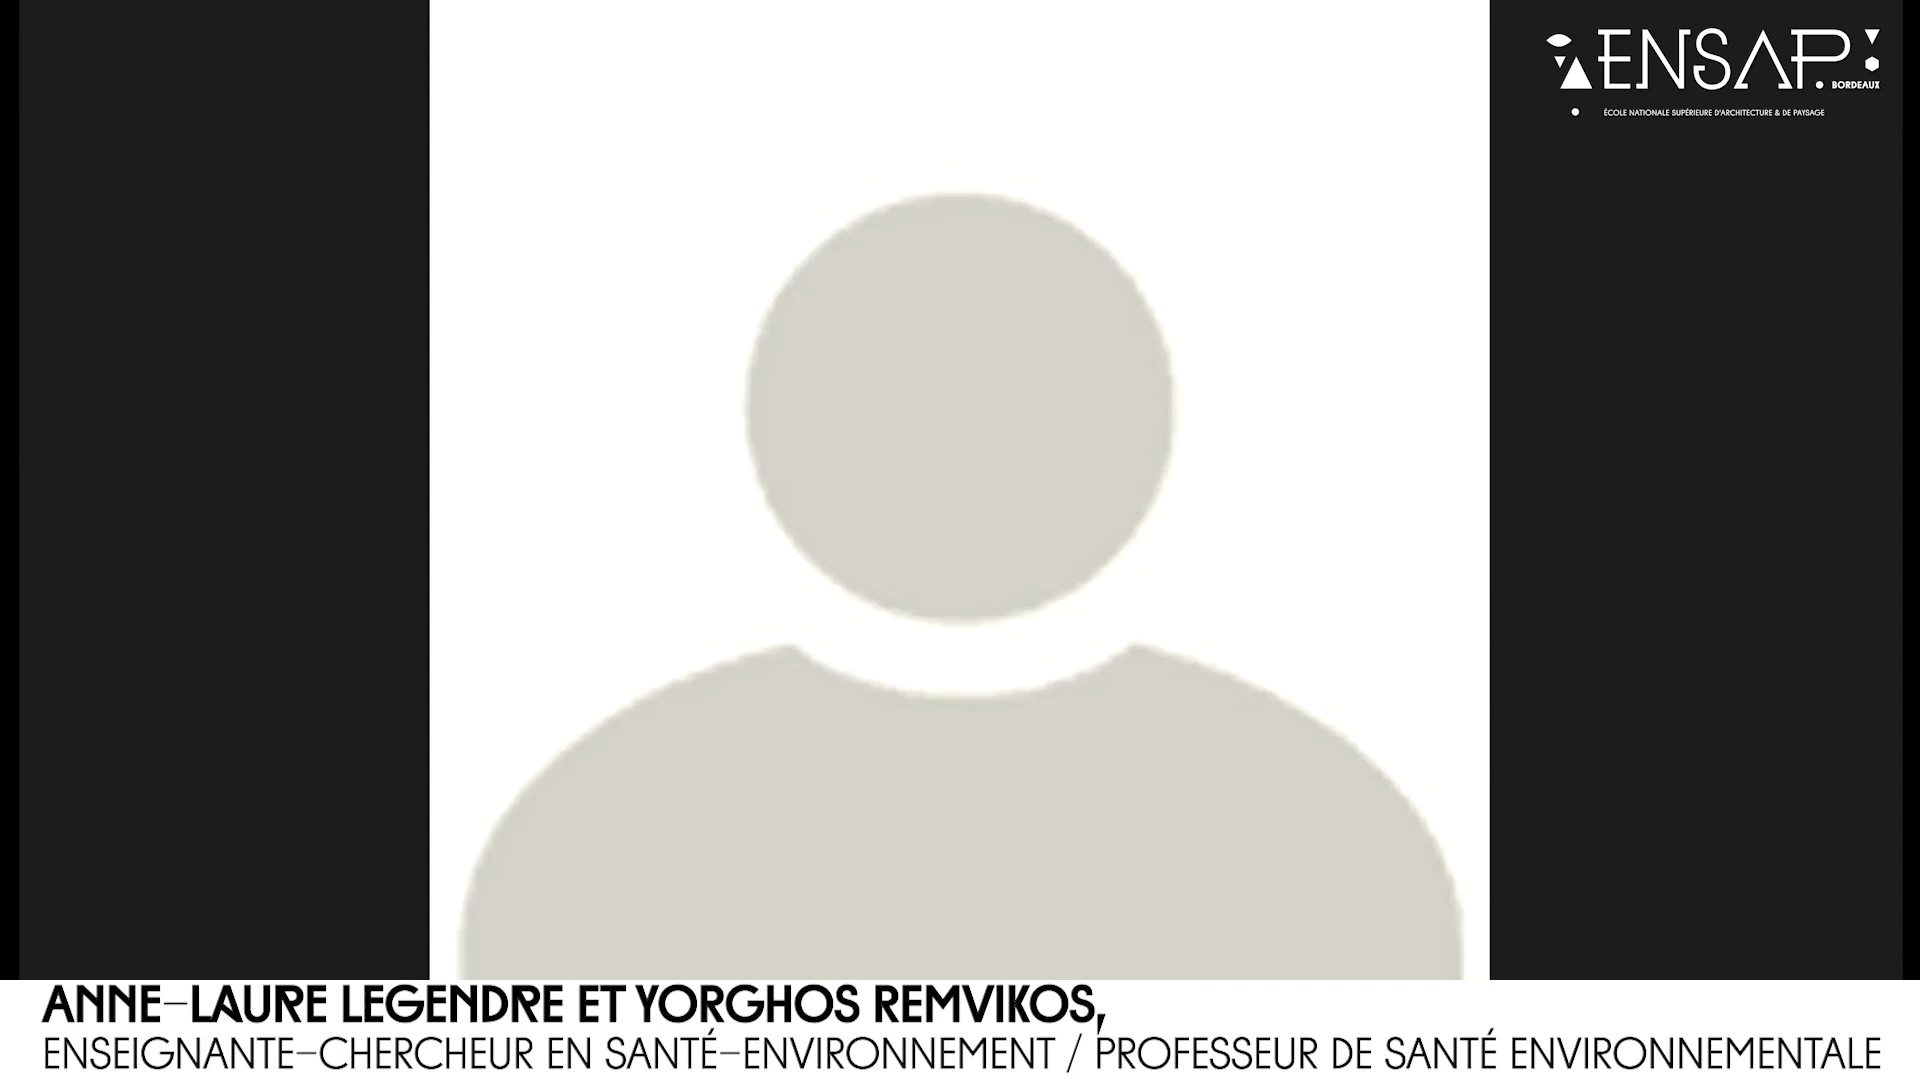 ENSAP.
BORDEAUX
ÉCOLE NATIONALE SUPÉRIEURE D'ARCHITECTURE & DE PAYSAGE
ANNE-LAURE LEGENDRE ET YORGHOS REMVIKOS,
ENSEIGNANTE-CHERCHEUR EN SANTÉ-ENVIRONNEMENT / PROFESSEUR DE SANTÉ ENVIRONNEMENTALE